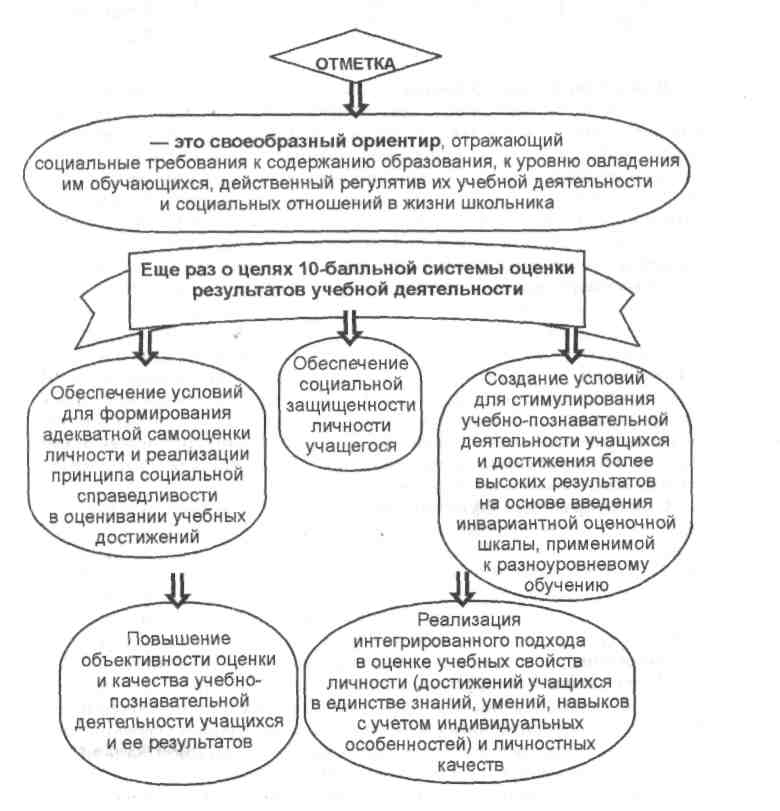 ОТМЕТКА
— это своеобразный ориентир, отражающий
социальные требования к содержанию образования, к уровню овладения
им обучающихся, действенный регулятив их учебной деятельности
и социальных отношений в жизни школьника
Еще раз о целях 10-балльной системы оценки
результатов учебной деятельности
Обеспечение условий
для формирования
адекватной самооценки
личности и реализации
принципа социальной
справедливости
в оценивании учебных
достижений
Обеспечение
социальной
защищенности
личности
учащегося
Создание условий
для стимулирования
учебно-познавательной
деятельности учащихся
и достижения более
высоких результатов
на основе введения
инвариантной оценочной
шкалы, применимой
к разноуровневому
обучению
Повышение
объективности оценки
и качества учебно-
познавательной
деятельности учащихся
и ее результатов
Реализация
интегрированного подхода
в оценке учебных свойств
личности (достижений учащихся
в единстве знаний, умений, навыков
с учетом индивидуальных
особенностей) и личностных
качеств